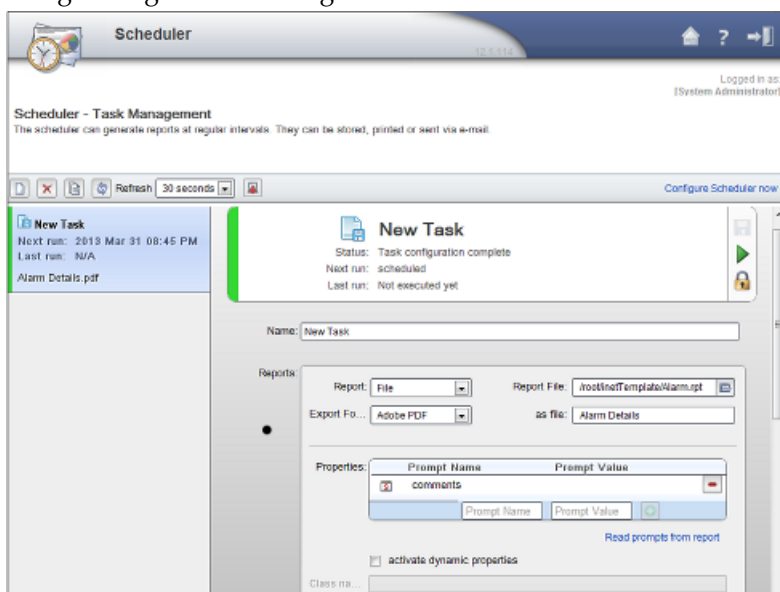 Scheduler
12.1.114
Logged in as:
[System Administrator]
Scheduler - Task Management
The scheduler can generate reports at regular intervals. They can be stored, printed or sent via e-mail.
Refresh 30 seconds
Configure Scheduler now
New Task
Next run: 2013 Mar 31 08:45 PM
Last run: N/A
Alarm Details.pdf
New Task
Status: Task configuration complete
Next run: scheduled
Last run: Not executed yet
Name: New Task
Reports:
Report: File
Report File: /root/inetTemplate/Alarm.rpt
Export Fo... Adobe PDF
as file: Alarm Details
Properties: Prompt Name Prompt Value
comments
Prompt Name Prompt Value
Read prompts from report
activate dynamic properties
Class na...